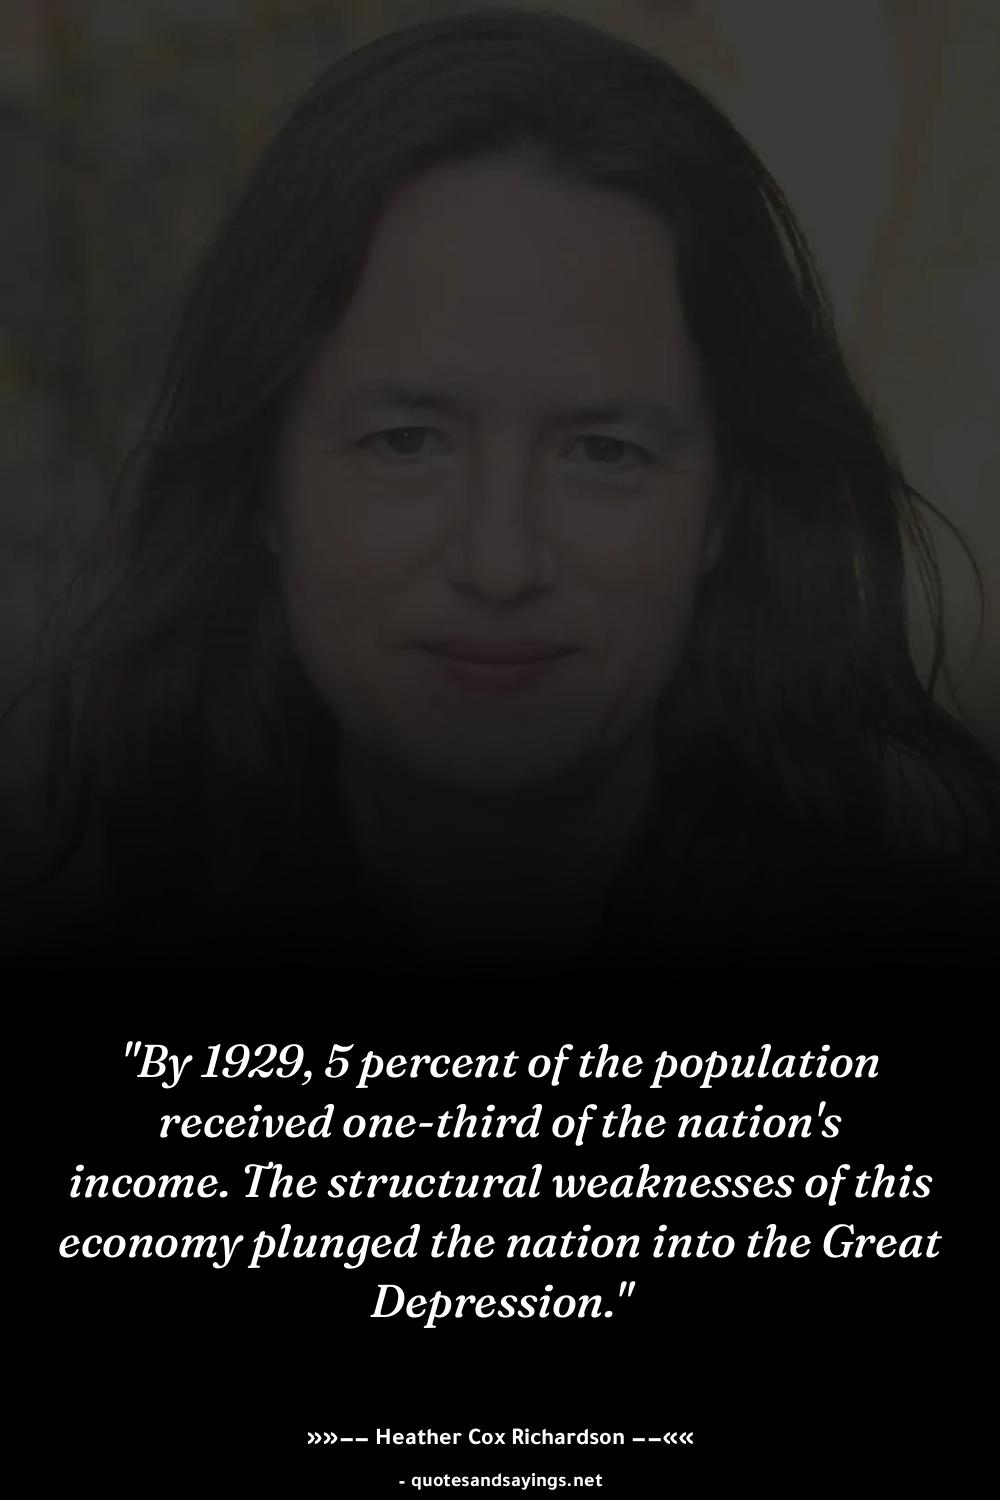 "By 1929, 5 percent of the population
received one-third of the nation's
income. The structural weaknesses of this
economy plunged the nation into the Great
Depression."
»»−− Heather Cox Richardson −−««
- quotesandsayings.net